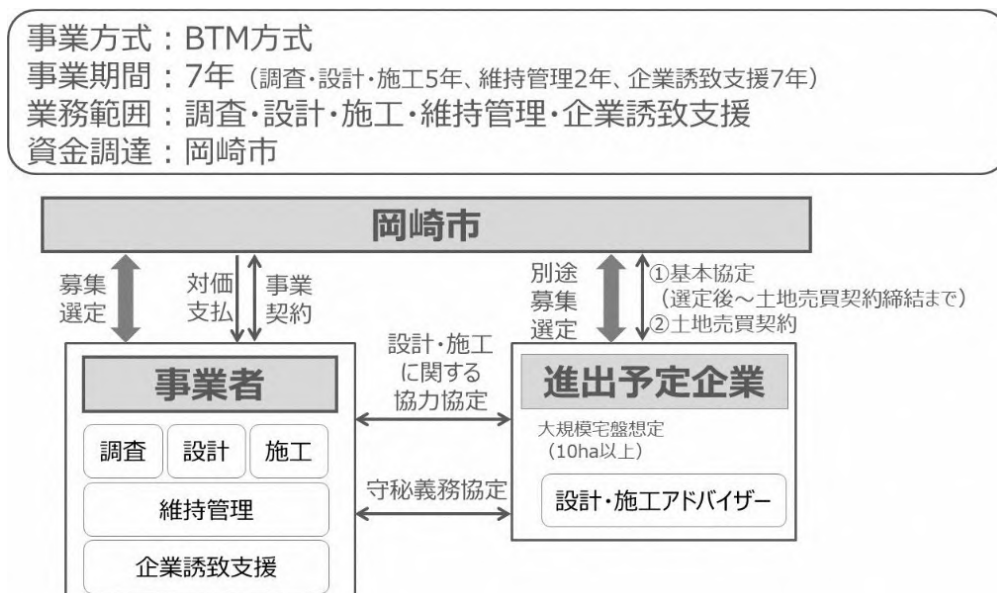 事業方式：BTM方式
事業期間：7年（調査・設計・施工5年、維持管理2年、企業誘致支援7年）
業務範囲：調査・設計・施工・維持管理・企業誘致支援
資金調達：岡崎市
岡崎市
募集
選定
対価
支払
事業
契約
別途
募集
選定
①基本協定
（選定後～土地売買契約締結まで）
②土地売買契約
事業者
調査
設計
施工
維持管理
企業誘致支援
設計・施工
に関する
協力協定
守秘義務協定
進出予定企業
大規模宅盤想定
（10ha以上）
設計・施工アドバイザー